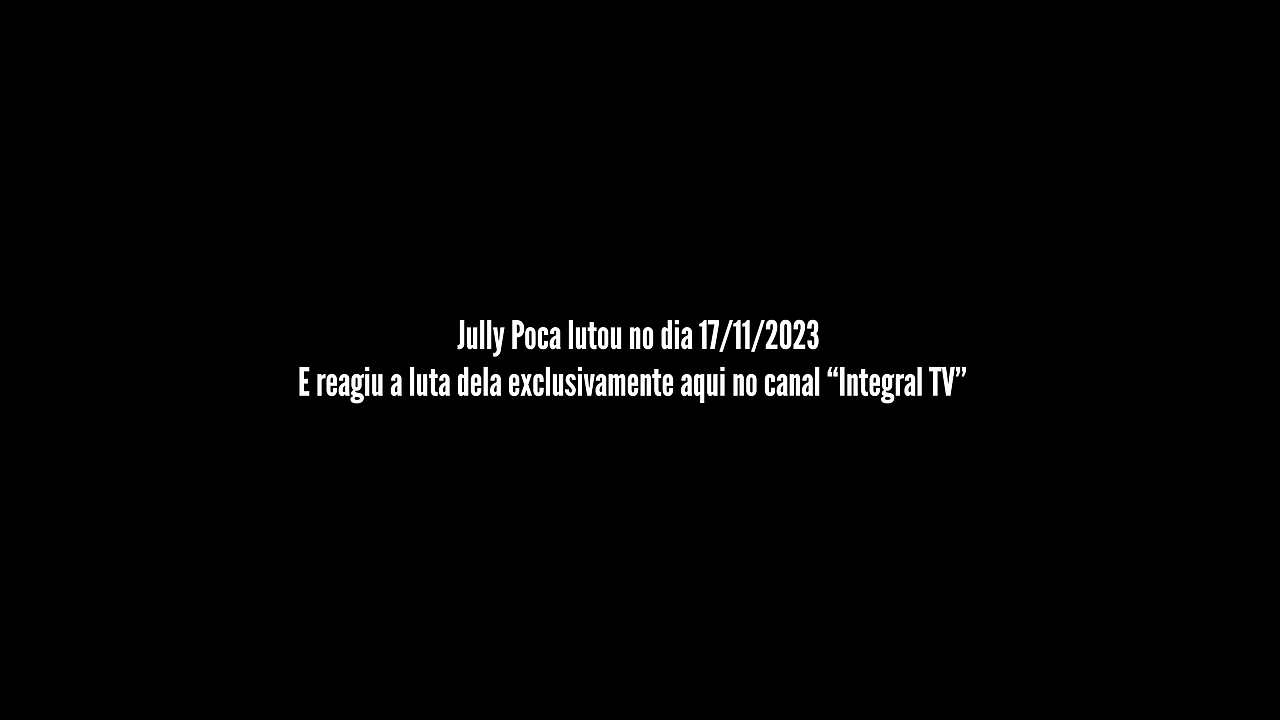 Jully Poca lutou no dia 17/11/2023
E reagiu a luta dela exclusivamente aqui no canal “Integral TV”